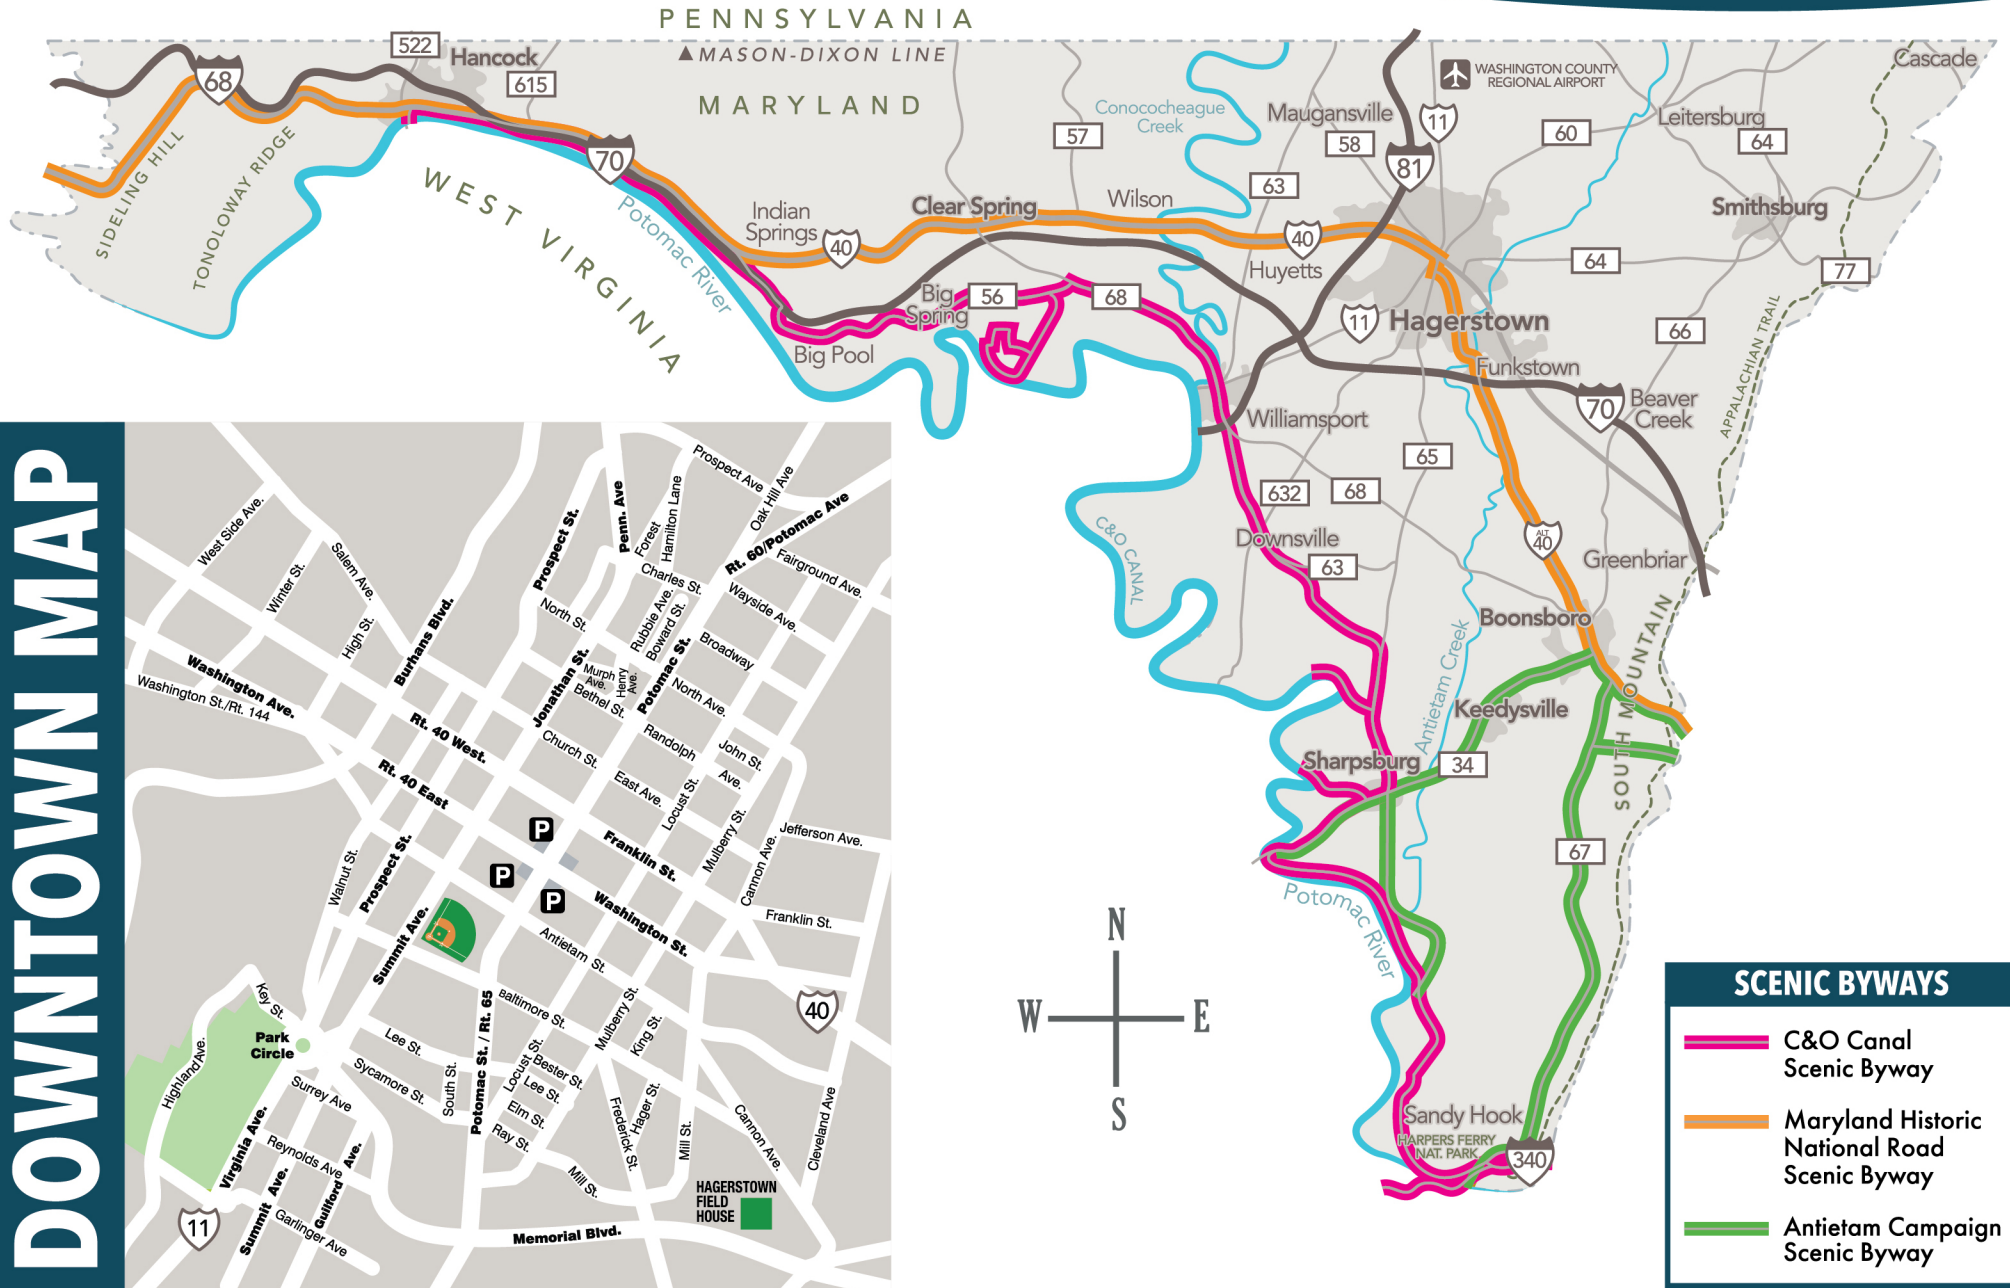 PENNSYLVANIA
MASON-DIXON LINE
MARYLAND
WEST VIRGINIA
SIDELING HILL
TONOLOWAY RIDGE
68
522
Hancock
615
70
Potomac River
Indian
Springs
40
Clear Spring
Wilson
57
Conococheague
Creek
63
Maugansville
58
81
11
WASHINGTON COUNTY
REGIONAL AIRPORT
60
Leitersburg
64
Cascade
Smithsburg
77
64
66
APPALACHIAN TRAIL
40
Huyetts
11
Hagerstown
Funkstown
70
Beaver
Creek
Big
Spring
56
68
Big Pool
Williamsport
65
632
68
Downsville
63
C&O CANAL
ALT
40
Greenbriar
Boonsboro
SOUTH MOUNTAIN
Antietam Creek
Keedysville
Sharpsburg
34
67
Potomac River
Sandy Hook
HARPERS FERRY
NAT. PARK
340
N
W
E
S
SCENIC BYWAYS
C&O Canal
Scenic Byway
Maryland Historic
National Road
Scenic Byway
Antietam Campaign
Scenic Byway
DOWNTOWN MAP
West Side Ave.
Winter St.
Salem Ave.
High St.
Burhans Blvd.
Washington Ave.
Washington St./Rt. 144
Rt. 40 West.
Rt. 40 East
Prospect St.
Penn. Ave
Forest
Hamilton Lane
Prospect Ave
Oak Hill Ave
Rt. 60/Potomac Ave
Fairground Ave.
Charles St.
Wayside Ave.
North St.
Rubbie Ave.
Boward St.
Broadway
Jonathan St.
Murph
Ave.
Henry
Ave.
Bethel St.
Potomac St.
North Ave.
Church St.
Randolph
Ave.
John St.
East Ave.
Locust St.
Mulberry St.
Jefferson Ave.
Cannon Ave.
Franklin St.
P
P
P
Franklin St.
Washington St.
Walnut St.
Prospect St.
Summit Ave.
Antietam St.
Baltimore St.
Mulberry St.
King St.
40
Key St.
Park
Circle
Highland Ave.
Lee St.
Sycamore St.
South St.
Potomac St. / Rt. 65
Locust St.
Bester St.
Lee St.
Elm St.
Ray St.
Surrey Ave
Reynolds Ave
Virginia Ave.
Summit Ave.
Guilford Ave.
Garlinger Ave
11
Frederick St.
Hager St.
Mill St.
Mill St.
Cannon Ave.
Cleveland Ave
HAGERSTOWN
FIELD
HOUSE
Memorial Blvd.